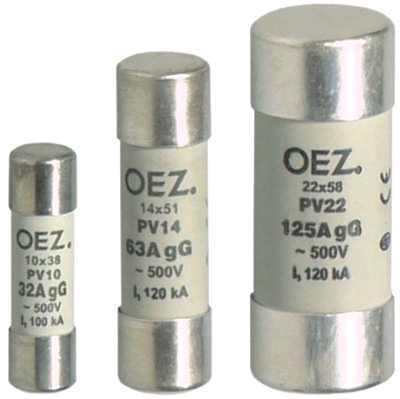 OEZ.
10x38
PV10
32A gG
~ 500V
I₁ 100 kA
OEZ.
14x51
PV14
63A gG
~ 500V
I₁ 120 kA
OEZ.
22x58
PV22
125A gG
~ 500V
I₁ 120 kA
CE